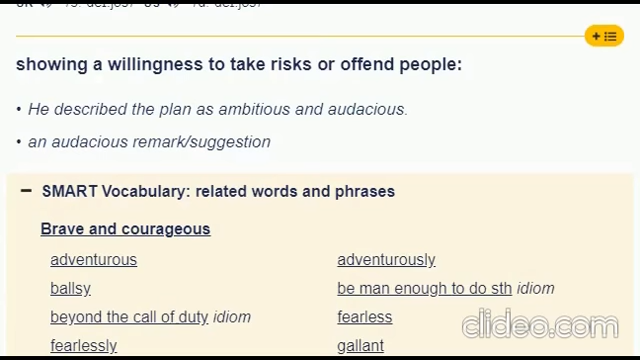 showing a willingness to take risks or offend people:
• He described the plan as ambitious and audacious.
• an audacious remark/suggestion
− SMART Vocabulary: related words and phrases
Brave and courageous
adventurous adventurously
ballsy be man enough to do sth idiom
beyond the call of duty idiom fearless
fearlessly gallant
clideo.com